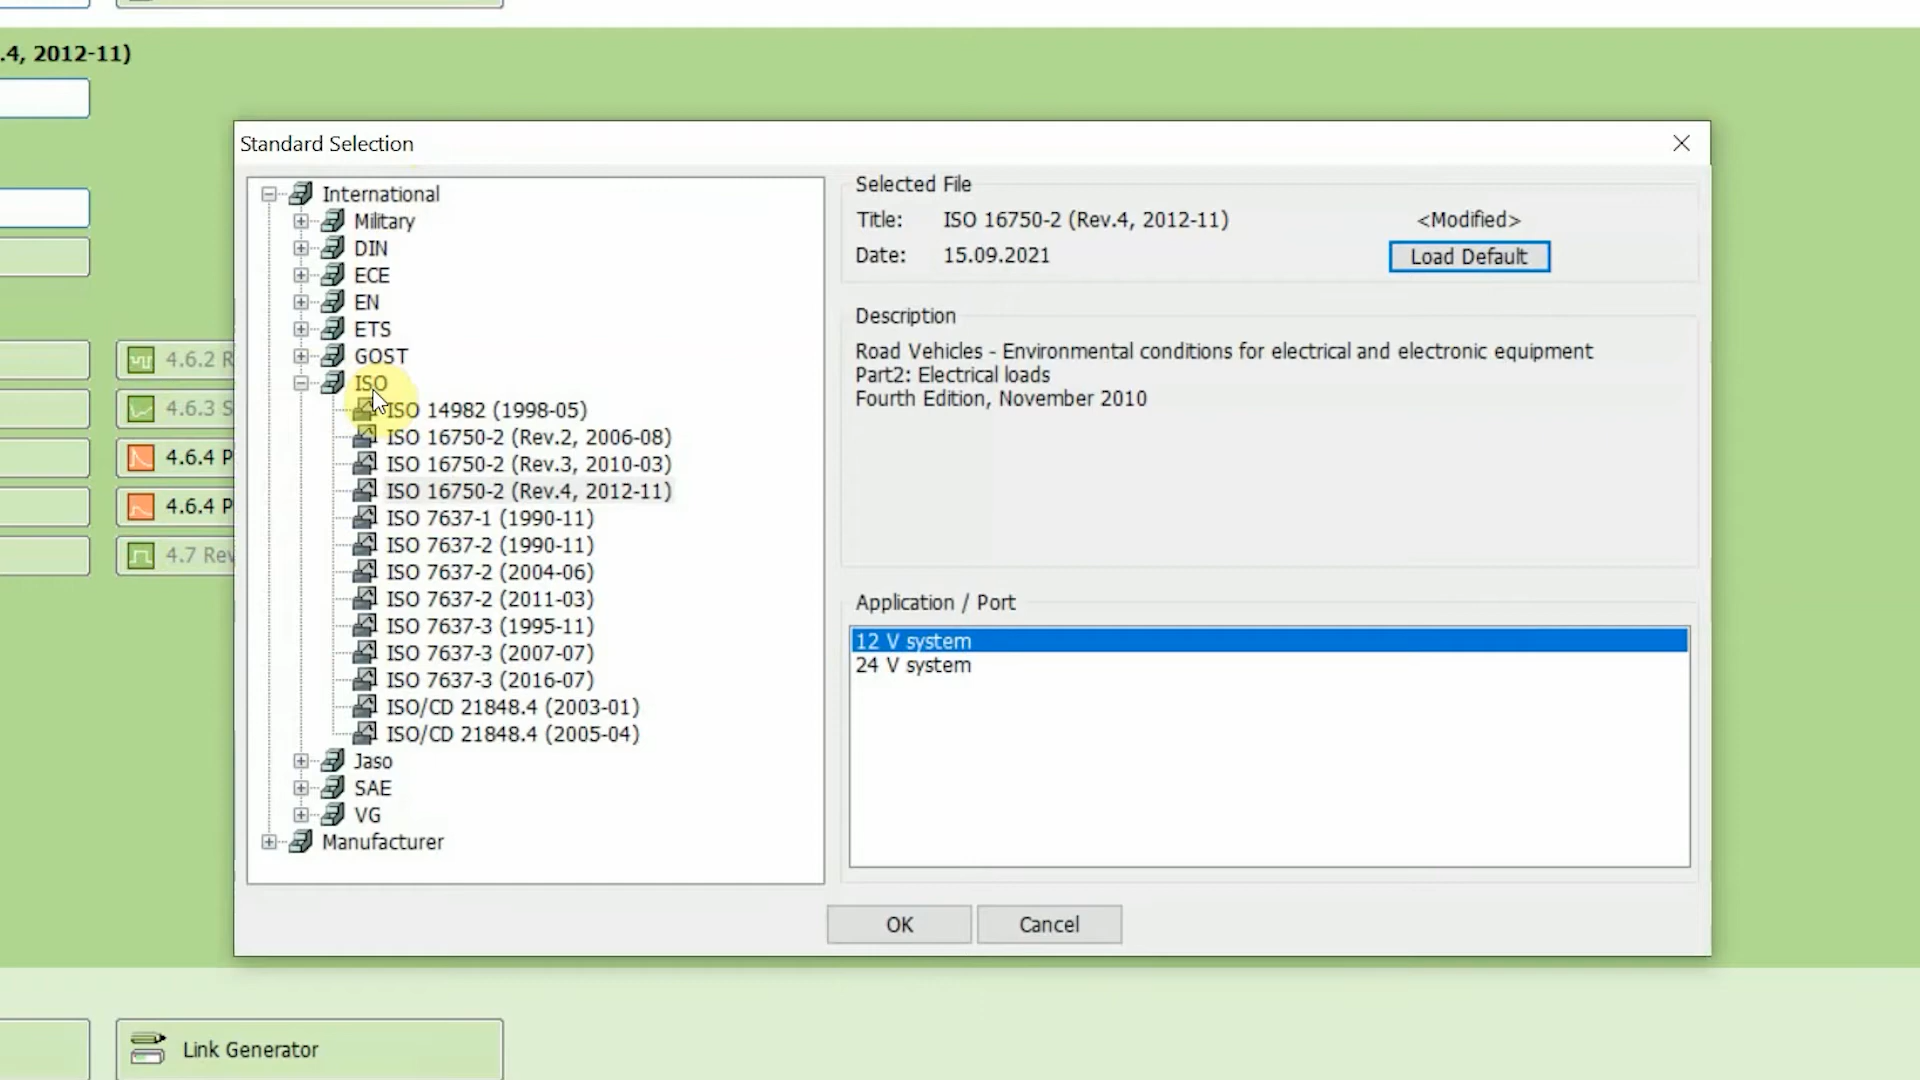 .4, 2012-11)
Standard Selection
International
Military
DIN
ECE
EN
ETS
GOST
ISO
ISO 14982 (1998-05)
ISO 16750-2 (Rev.2, 2006-08)
ISO 16750-2 (Rev.3, 2010-03)
ISO 16750-2 (Rev.4, 2012-11)
ISO 7637-1 (1990-11)
ISO 7637-2 (1990-11)
ISO 7637-2 (2004-06)
ISO 7637-2 (2011-03)
ISO 7637-3 (1995-11)
ISO 7637-3 (2007-07)
ISO 7637-3 (2016-07)
ISO/CD 21848.4 (2003-01)
ISO/CD 21848.4 (2005-04)
Jaso
SAE
VG
Manufacturer
Selected File
Title: ISO 16750-2 (Rev.4, 2012-11) <Modified>
Date: 15.09.2021 Load Default
Description
Road Vehicles - Environmental conditions for electrical and electronic equipment
Part2: Electrical loads
Fourth Edition, November 2010
Application / Port
12 V system
24 V system
OK Cancel
4.6.2 R
4.6.3 S
4.6.4 P
4.6.4 P
4.7 Rev
Link Generator